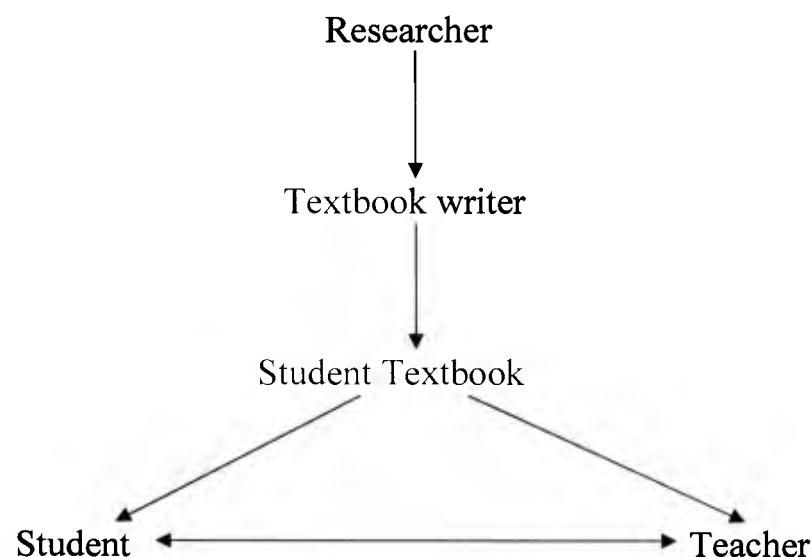 Researcher
Textbook writer
Student Textbook
Student
Teacher